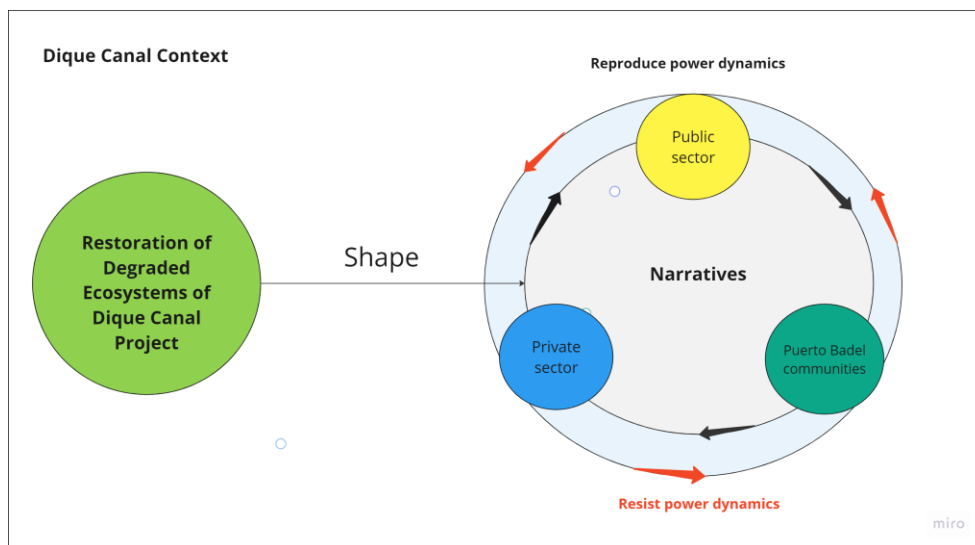 Dique Canal Context
Reproduce power dynamics
Public
sector
Restoration of
Degraded
Ecosystems of
Dique Canal
Project
Shape
Narratives
Private
sector
Puerto Badel
communities
Resist power dynamics
miro